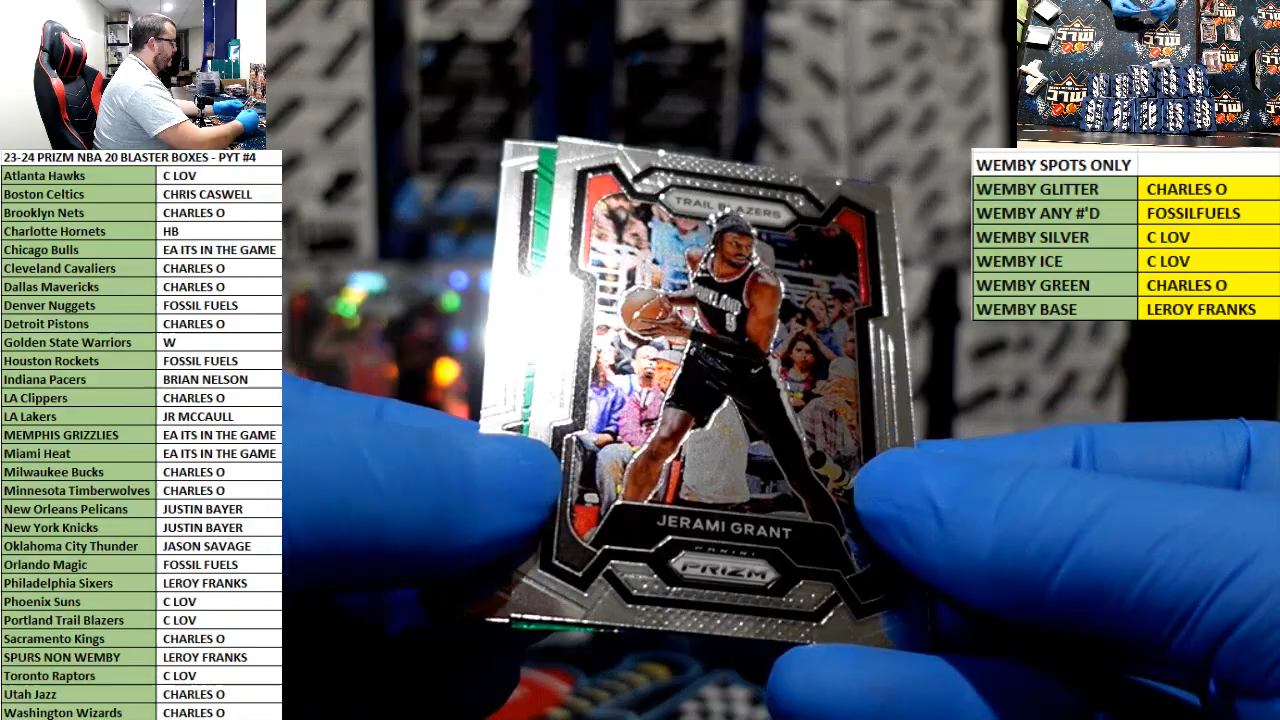 23-24 PRIZM NBA 20 BLASTER BOXES - PYT #4
Atlanta Hawks C LOV
Boston Celtics CHRIS CASWELL
Brooklyn Nets CHARLES O
Charlotte Hornets HB
Chicago Bulls EA ITS IN THE GAME
Cleveland Cavaliers CHARLES O
Dallas Mavericks CHARLES O
Denver Nuggets FOSSIL FUELS
Detroit Pistons CHARLES O
Golden State Warriors W
Houston Rockets FOSSIL FUELS
Indiana Pacers BRIAN NELSON
LA Clippers CHARLES O
LA Lakers JR MCCAULL
MEMPHIS GRIZZLIES EA ITS IN THE GAME
Miami Heat EA ITS IN THE GAME
Milwaukee Bucks CHARLES O
Minnesota Timberwolves CHARLES O
New Orleans Pelicans JUSTIN BAYER
New York Knicks JUSTIN BAYER
Oklahoma City Thunder JASON SAVAGE
Orlando Magic FOSSIL FUELS
Philadelphia Sixers LEROY FRANKS
Phoenix Suns C LOV
Portland Trail Blazers C LOV
Sacramento Kings CHARLES O
SPURS NON WEMBY LEROY FRANKS
Toronto Raptors C LOV
Utah Jazz CHARLES O
Washington Wizards CHARLES O
TRAIL BLAZERS
5
JERAMI GRANT
PANINI
PRIZM
WEMBY SPOTS ONLY
WEMBY GLITTER CHARLES O
WEMBY ANY #'D FOSSILFUELS
WEMBY SILVER C LOV
WEMBY ICE C LOV
WEMBY GREEN CHARLES O
WEMBY BASE LEROY FRANKS